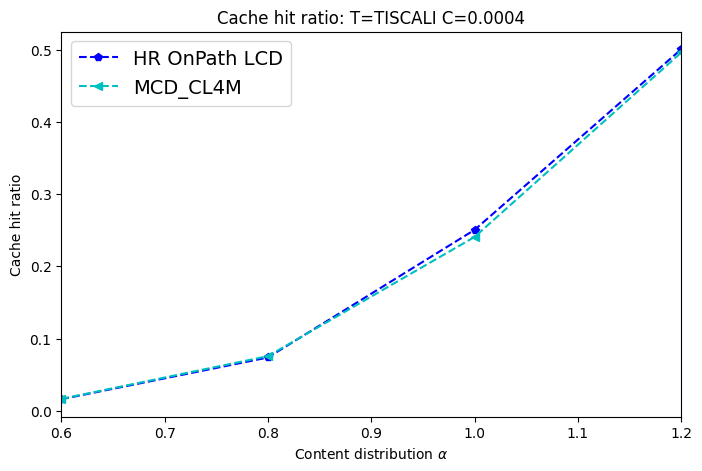 Cache hit ratio: T=TISCALI C=0.0004
HR OnPath LCD
MCD_CL4M
Cache hit ratio
0.5
0.4
0.3
0.2
0.1
0.0
0.6 0.7 0.8 0.9 1.0 1.1 1.2
Content distribution α